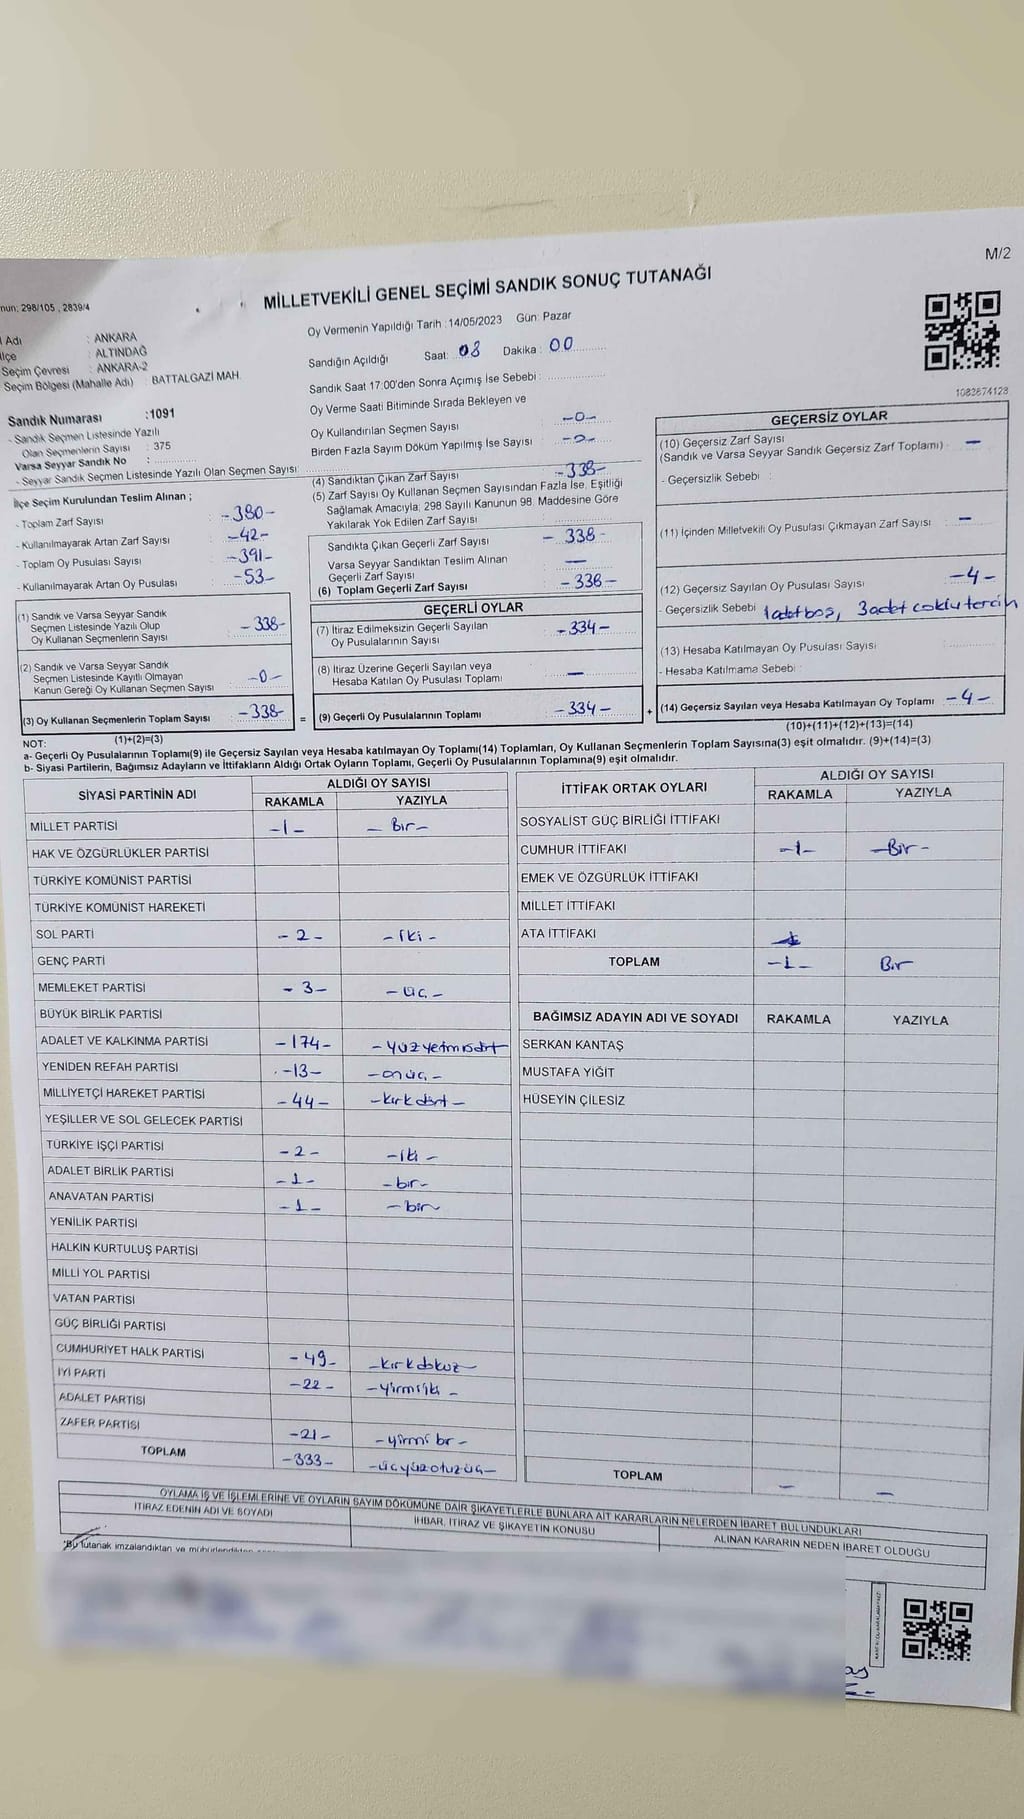 M/2
nun: 298/105 , 2839/4
MİLLETVEKİLİ GENEL SEÇİMİ SANDIK SONUÇ TUTANAĞI
Adı : ANKARA
İlçe : ALTINDAĞ
Seçim Çevresi : ANKARA-2
Seçim Bölgesi (Mahalle Adı) : BATTALGAZİ MAH.
Oy Vermenin Yapıldığı Tarih : 14/05/2023 Gün: Pazar
Sandığın Açıldığı Saat: 08 Dakika : 00
Sandık Saat 17:00'den Sonra Açımış İse Sebebi :
Oy Verme Saati Bitiminde Sırada Bekleyen ve
Oy Kullandırılan Seçmen Sayısı -0-
Birden Fazla Sayım Döküm Yapılmış İse Sayısı -0-
1082874128
Sandık Numarası :1091
- Sandık Seçmen Listesinde Yazılı
Olan Seçmenlerin Sayısı : 375
Varsa Seyyar Sandık No :
- Seyyar Sandık Seçmen Listesinde Yazılı Olan Seçmen Sayısı:
İlçe Seçim Kurulundan Teslim Alınan ;
- Toplam Zarf Sayısı : -380-
- Kullanılmayarak Artan Zarf Sayısı : -42-
- Toplam Oy Pusulası Sayısı : -391-
- Kullanılmayarak Artan Oy Pusulası : -53-
(1) Sandık ve Varsa Seyyar Sandık
Seçmen Listesinde Yazılı Olup
Oy Kullanan Seçmenlerin Sayısı : -338-
(2) Sandık ve Varsa Seyyar Sandık
Seçmen Listesinde Kayıtlı Olmayan
Kanun Gereği Oy Kullanan Seçmen Sayısı -0-
(3) Oy Kullanan Seçmenlerin Toplam Sayısı -338- =
(4) Sandıktan Çıkan Zarf Sayısı -338-
(5) Zarf Sayısı Oy Kullanan Seçmen Sayısından Fazla İse, Eşitliği
Sağlamak Amacıyla, 298 Sayılı Kanunun 98. Maddesine Göre
Yakılarak Yok Edilen Zarf Sayısı
Sandıkta Çıkan Geçerli Zarf Sayısı - 338 -
Varsa Seyyar Sandıktan Teslim Alınan
Geçerli Zarf Sayısı —
(6) Toplam Geçerli Zarf Sayısı - 338 -
GEÇERLİ OYLAR
(7) İtiraz Edilmeksizin Geçerli Sayılan
Oy Pusulalarının Sayısı -334-
(8) İtiraz Üzerine Geçerli Sayılan veya
Hesaba Katılan Oy Pusulası Toplamı —
(9) Geçerli Oy Pusulalarının Toplamı -334- +
GEÇERSİZ OYLAR
(10) Geçersiz Zarf Sayısı
(Sandık ve Varsa Seyyar Sandık Geçersiz Zarf Toplamı) —
- Geçersizlik Sebebi :
(11) İçinden Milletvekili Oy Pusulası Çıkmayan Zarf Sayısı —
(12) Geçersiz Sayılan Oy Pusulası Sayısı -4-
- Geçersizlik Sebebi 1 adet boş, 3 adet çoklu tercih
(13) Hesaba Katılmayan Oy Pusulası Sayısı
- Hesaba Katılmama Sebebi :
(14) Geçersiz Sayılan veya Hesaba Katılmayan Oy Toplamı -4-
(10)+(11)+(12)+(13)=(14)
NOT: (1)+(2)=(3)
a- Geçerli Oy Pusulalarının Toplamı(9) ile Geçersiz Sayılan veya Hesaba katılmayan Oy Toplamı(14) Toplamları, Oy Kullanan Seçmenlerin Toplam Sayısına(3) eşit olmalıdır. (9)+(14)=(3)
b- Siyasi Partilerin, Bağımsız Adayların ve İttifakların Aldığı Ortak Oyların Toplamı, Geçerli Oy Pusulalarının Toplamına(9) eşit olmalıdır.
SİYASİ PARTİNİN ADI ALDIĞI OY SAYISI
RAKAMLA YAZIYLA
MİLLET PARTİSİ -1- - Bir -
HAK VE ÖZGÜRLÜKLER PARTİSİ
TÜRKİYE KOMÜNİST PARTİSİ
TÜRKİYE KOMÜNİST HAREKETİ
SOL PARTİ - 2 - - iki -
GENÇ PARTİ
MEMLEKET PARTİSİ - 3 - - üç -
BÜYÜK BİRLİK PARTİSİ
ADALET VE KALKINMA PARTİSİ -174- - yüzyetmişdört
YENİDEN REFAH PARTİSİ -13- -onüç-
MİLLİYETÇİ HAREKET PARTİSİ -44- -kırkdört-
YEŞİLLER VE SOL GELECEK PARTİSİ
TÜRKİYE İŞÇİ PARTİSİ - 2 - -iki -
ADALET BİRLİK PARTİSİ -1- -bir-
ANAVATAN PARTİSİ -1- -bir-
YENİLİK PARTİSİ
HALKIN KURTULUŞ PARTİSİ
MİLLİ YOL PARTİSİ
VATAN PARTİSİ
GÜÇ BİRLİĞİ PARTİSİ
CUMHURİYET HALK PARTİSİ -49- -kırkdokuz-
İYİ PARTİ -22- -yirmiiki -
ADALET PARTİSİ
ZAFER PARTİSİ -21- -yirmi bir -
TOPLAM -333- -üçyüzotuzüç-
İTTİFAK ORTAK OYLARI ALDIĞI OY SAYISI
RAKAMLA YAZIYLA
SOSYALİST GÜÇ BİRLİĞİ İTTİFAKI
CUMHUR İTTİFAKI -1- -Bir -
EMEK VE ÖZGÜRLÜK İTTİFAKI
MİLLET İTTİFAKI
ATA İTTİFAKI
TOPLAM -1- Bir
BAĞIMSIZ ADAYIN ADI VE SOYADI RAKAMLA YAZIYLA
SERKAN KANTAŞ
MUSTAFA YİĞİT
HÜSEYİN ÇİLESİZ
TOPLAM - -
OYLAMA İŞ VE İŞLEMLERİNE VE OYLARIN SAYIM DÖKÜMÜNE DAİR ŞİKAYETLERLE BUNLARA AİT KARARLARIN NELERDEN İBARET BULUNDUKLARI
İTİRAZ EDENİN ADI VE SOYADI İHBAR, İTİRAZ VE ŞİKAYETİN KONUSU ALINAN KARARIN NEDEN İBARET OLDUĞU
*Bu tutanak imzalandıktan ve mühürlendikten